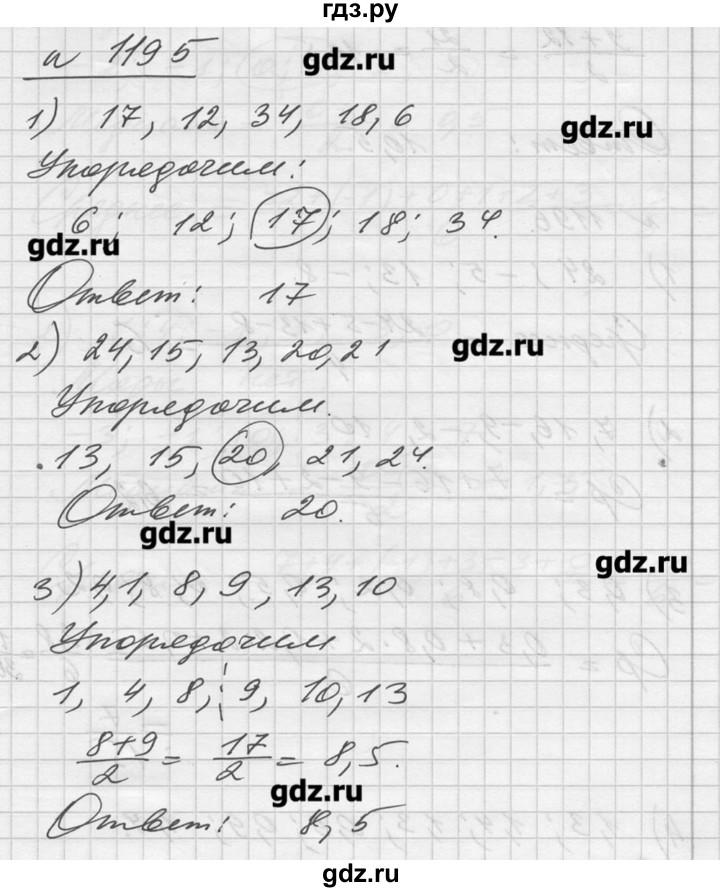 гдз.ру
№ 1195
gdz.ru
1) 17, 12, 34, 18, 6
gdz.ru
Упорядочим:
6; 12; 17; 18; 34.
gdz.ru
Ответ: 17
2) 24, 15, 13, 20, 21
gdz.ru
Упорядочим.
13, 15, 20, 21, 24.
Ответ: 20.
gdz.ru
gdz.ru
3) 4, 1, 8, 9, 13, 10
Упорядочим
1, 4, 8, 9, 10, 13
8+9/2 = 17/2 = 8,5.
gdz.ru
Ответ: 8,5
gdz.ru